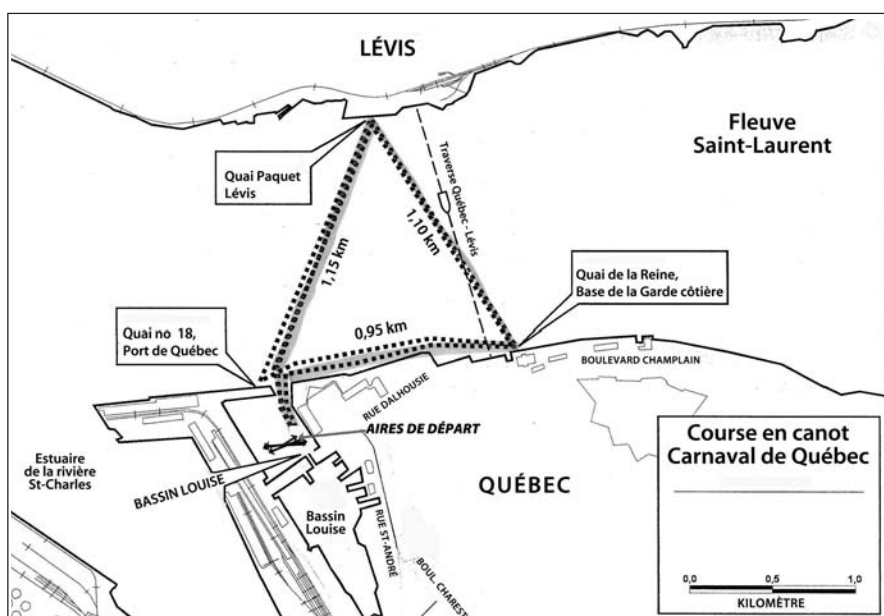 LÉVIS
Fleuve
Saint-Laurent
Quai Paquet
Lévis
Traverse Québec - Lévis
1,15 km
1,10 km
Quai de la Reine,
Base de la Garde côtière
Quai no 18,
Port de Québec
0,95 km
BOULEVARD CHAMPLAIN
RUE DALHOUSIE
AIRES DE DÉPART
Estuaire
de la rivière
St-Charles
BASSIN LOUISE
Bassin
Louise
RUE ST-ANDRÉ
BOUL CHAREST
QUÉBEC
Course en canot
Carnaval de Québec
0,0 0,5 1,0
KILOMÈTRE